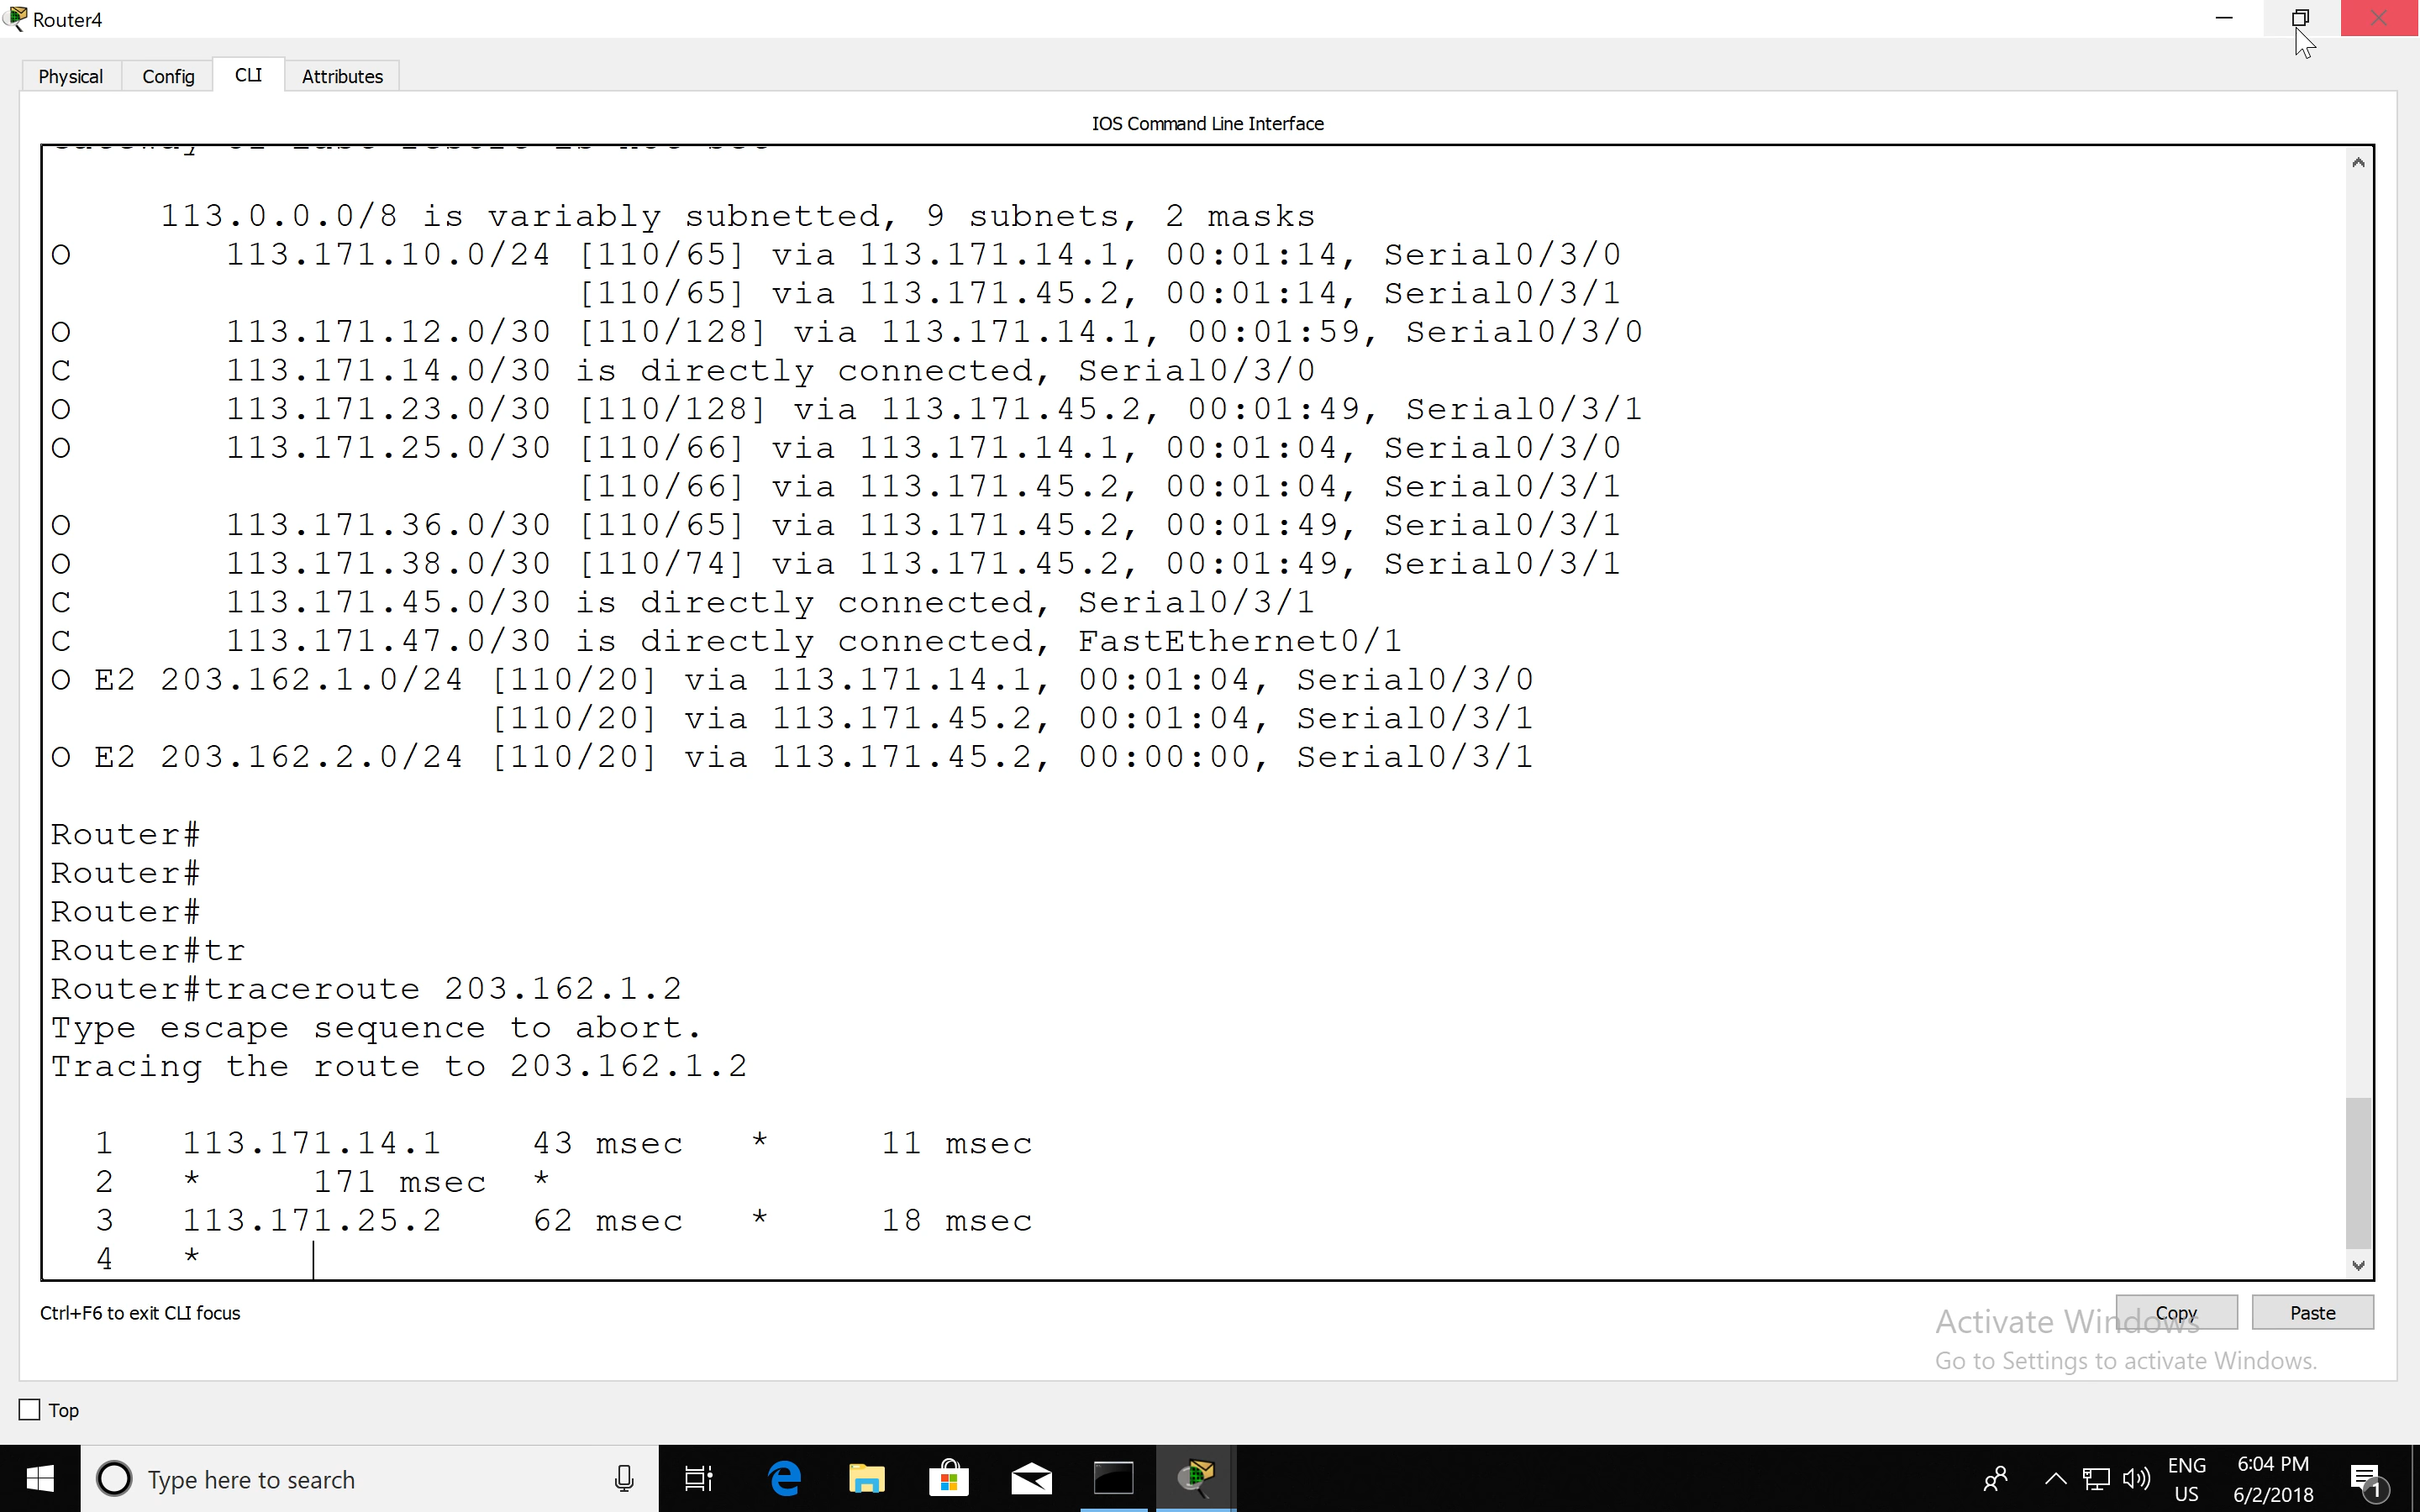 Router4
Physical Config CLI Attributes
IOS Command Line Interface
Gateway of last resort is not set
113.0.0.0/8 is variably subnetted, 9 subnets, 2 masks
O 113.171.10.0/24 [110/65] via 113.171.14.1, 00:01:14, Serial0/3/0
[110/65] via 113.171.45.2, 00:01:14, Serial0/3/1
O 113.171.12.0/30 [110/128] via 113.171.14.1, 00:01:59, Serial0/3/0
C 113.171.14.0/30 is directly connected, Serial0/3/0
O 113.171.23.0/30 [110/128] via 113.171.45.2, 00:01:49, Serial0/3/1
O 113.171.25.0/30 [110/66] via 113.171.14.1, 00:01:04, Serial0/3/0
[110/66] via 113.171.45.2, 00:01:04, Serial0/3/1
O 113.171.36.0/30 [110/65] via 113.171.45.2, 00:01:49, Serial0/3/1
O 113.171.38.0/30 [110/74] via 113.171.45.2, 00:01:49, Serial0/3/1
C 113.171.45.0/30 is directly connected, Serial0/3/1
C 113.171.47.0/30 is directly connected, FastEthernet0/1
O E2 203.162.1.0/24 [110/20] via 113.171.14.1, 00:01:04, Serial0/3/0
[110/20] via 113.171.45.2, 00:01:04, Serial0/3/1
O E2 203.162.2.0/24 [110/20] via 113.171.45.2, 00:00:00, Serial0/3/1
Router#
Router#
Router#
Router#tr
Router#traceroute 203.162.1.2
Type escape sequence to abort.
Tracing the route to 203.162.1.2
1 113.171.14.1 43 msec * 11 msec
2 * 171 msec *
3 113.171.25.2 62 msec * 18 msec
4 *
Ctrl+F6 to exit CLI focus
Copy Paste
Activate Windows
Go to Settings to activate Windows.
Top
Type here to search
ENG 6:04 PM
US 6/2/2018
1